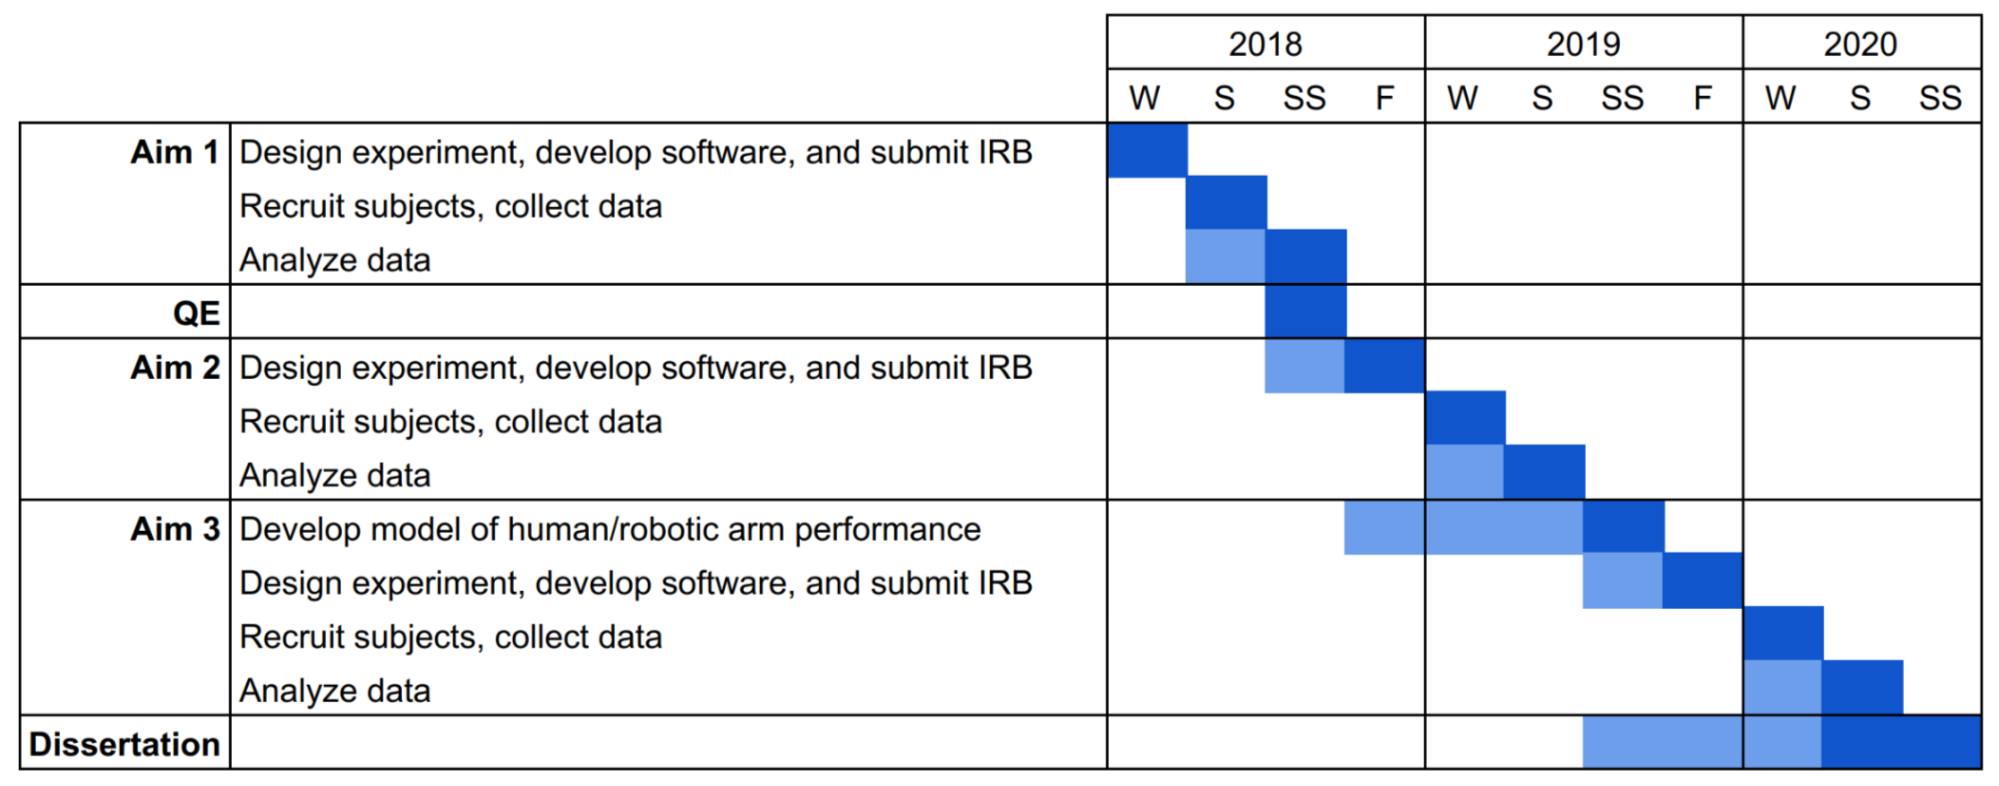 2018 2019 2020
W S SS F W S SS F W S SS
Aim 1 Design experiment, develop software, and submit IRB
Recruit subjects, collect data
Analyze data
QE
Aim 2 Design experiment, develop software, and submit IRB
Recruit subjects, collect data
Analyze data
Aim 3 Develop model of human/robotic arm performance
Design experiment, develop software, and submit IRB
Recruit subjects, collect data
Analyze data
Dissertation